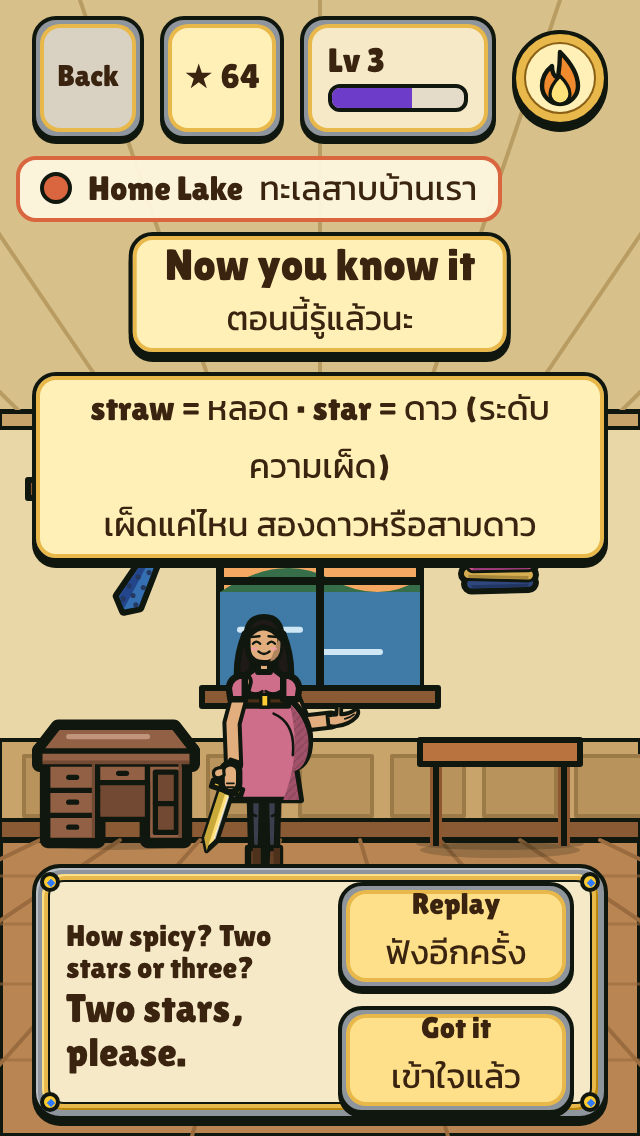 Back
★ 64
Lv 3
Home Lake ทะเลสาบบ้านเรา
Now you know it
ตอนนี้รู้แล้วนะ
straw = หลอด · star = ดาว (ระดับ
ความเผ็ด)
เผ็ดแค่ไหน สองดาวหรือสามดาว
How spicy? Two
stars or three?
Two stars,
please.
Replay
ฟังอีกครั้ง
Got it
เข้าใจแล้ว